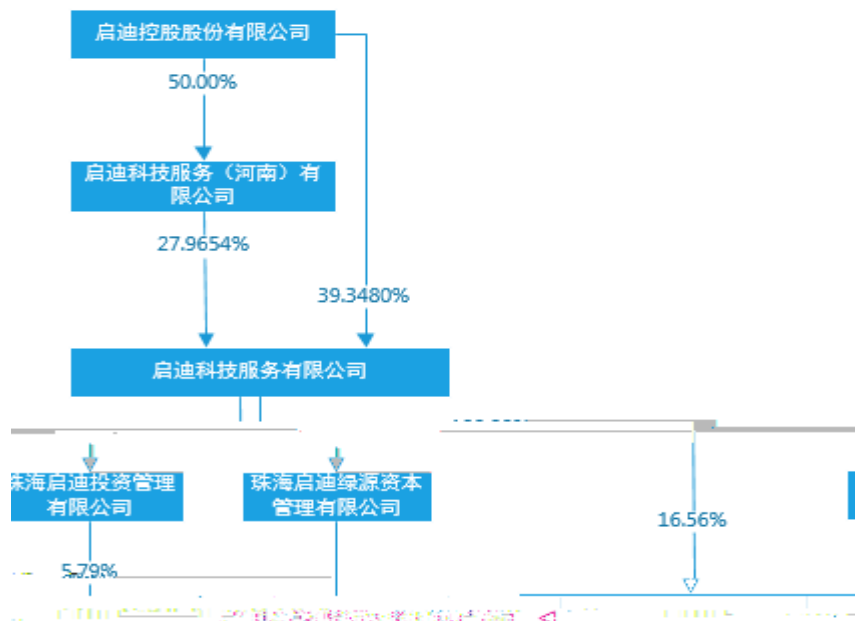 启迪控股股份有限公司
50.00%
启迪科技服务（河南）有
限公司
27.9654%
39.3480%
启迪科技服务有限公司
珠海启迪投资管理
有限公司
珠海启迪绿源资本
管理有限公司
16.56%
5.79%